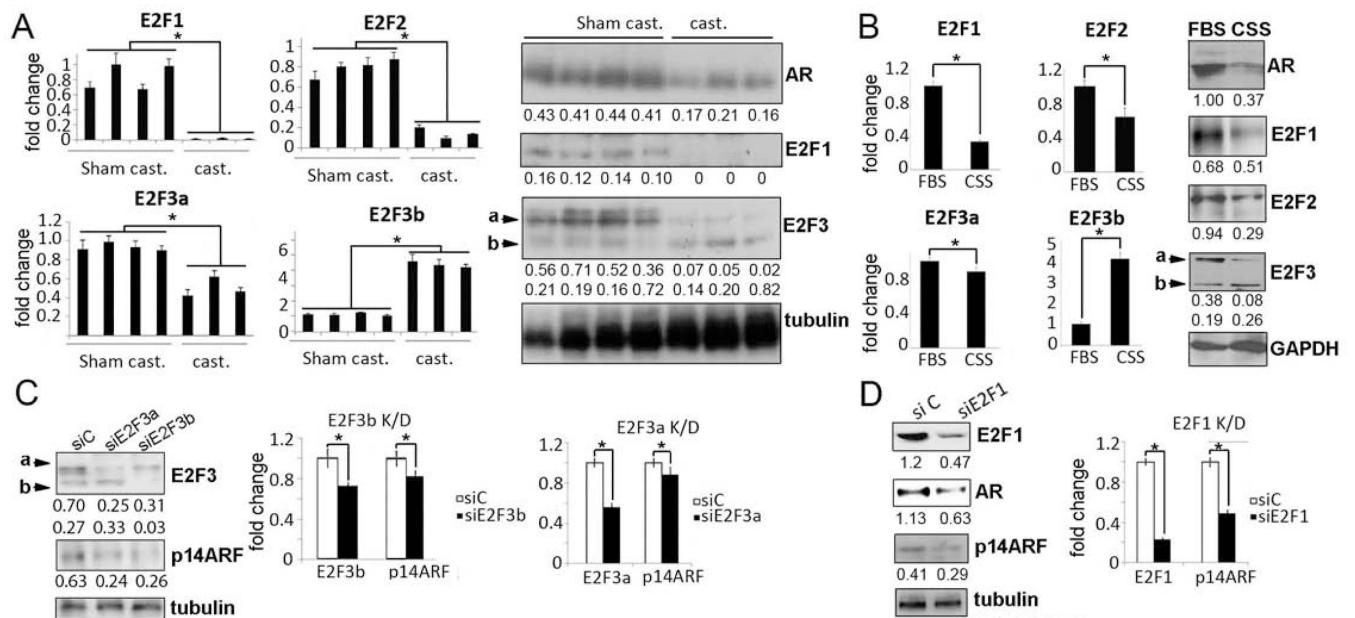 A
E2F1
fold change
1.2
1
0.8
0.6
0.4
0.2
0
*
Sham cast. cast.
E2F2
1.0
0.8
0.6
0.4
0.2
0
*
Sham cast. cast.
E2F3a
fold change
1.2
1.0
0.8
0.6
0.4
0.2
0
*
Sham cast. cast.
E2F3b
6
4
2
0
*
Sham cast. cast.
Sham cast. cast.
AR
0.43 0.41 0.44 0.41 0.17 0.21 0.16
E2F1
0.16 0.12 0.14 0.10 0 0 0
a
b
E2F3
0.56 0.71 0.52 0.36 0.07 0.05 0.02
0.21 0.19 0.16 0.72 0.14 0.20 0.82
tubulin
B
E2F1
fold change
1.2
0.8
0.4
0
*
FBS CSS
E2F2
1.2
0.8
0.4
0
*
FBS CSS
E2F3a
fold change
1.2
0.8
0.4
0
*
FBS CSS
E2F3b
5
4
3
2
1
0
*
FBS CSS
FBS CSS
AR
1.00 0.37
E2F1
0.68 0.51
E2F2
0.94 0.29
a
b
E2F3
0.38 0.08
0.19 0.26
GAPDH
C
siC siE2F3a siE2F3b
a
b
E2F3
0.70 0.25 0.31
0.27 0.33 0.03
p14ARF
0.63 0.24 0.26
tubulin
E2F3b K/D
fold change
1.2
0.8
0.4
0
* *
E2F3b p14ARF
siC
siE2F3b
E2F3a K/D
fold change
1.2
0.8
0.4
0
* *
E2F3a p14ARF
siC
siE2F3a
D
si C siE2F1
E2F1
1.2 0.47
AR
1.13 0.63
p14ARF
0.41 0.29
tubulin
E2F1 K/D
fold change
1.2
0.8
0.4
0
* *
E2F1 p14ARF
siC
siE2F1